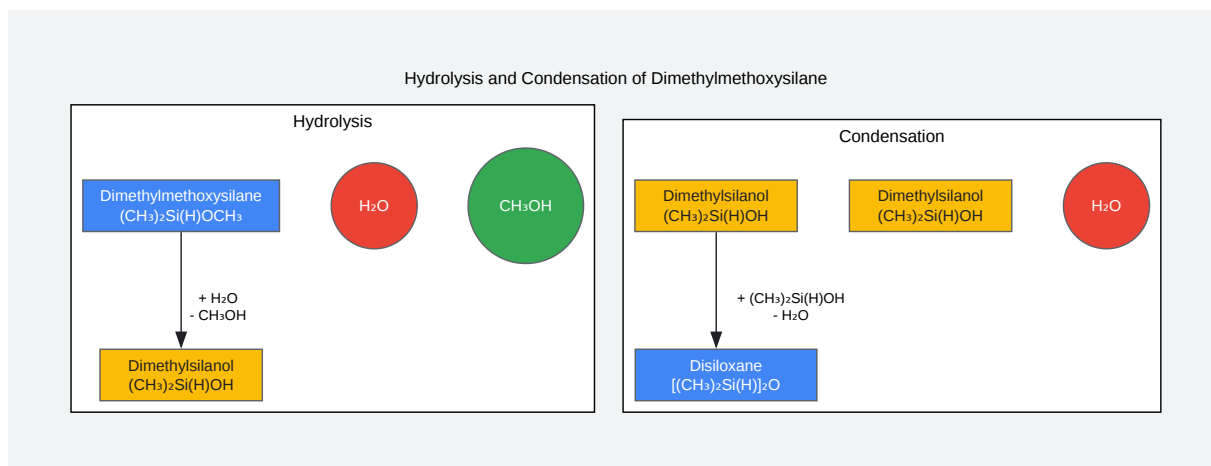 Hydrolysis and Condensation of Dimethylmethoxysilane
Hydrolysis
Dimethylmethoxysilane
(CH₃)₂Si(H)OCH₃
H₂O
CH₃OH
+ H₂O
- CH₃OH
Dimethylsilanol
(CH₃)₂Si(H)OH
Condensation
Dimethylsilanol
(CH₃)₂Si(H)OH
Dimethylsilanol
(CH₃)₂Si(H)OH
H₂O
+ (CH₃)₂Si(H)OH
- H₂O
Disiloxane
[(CH₃)₂Si(H)]₂O